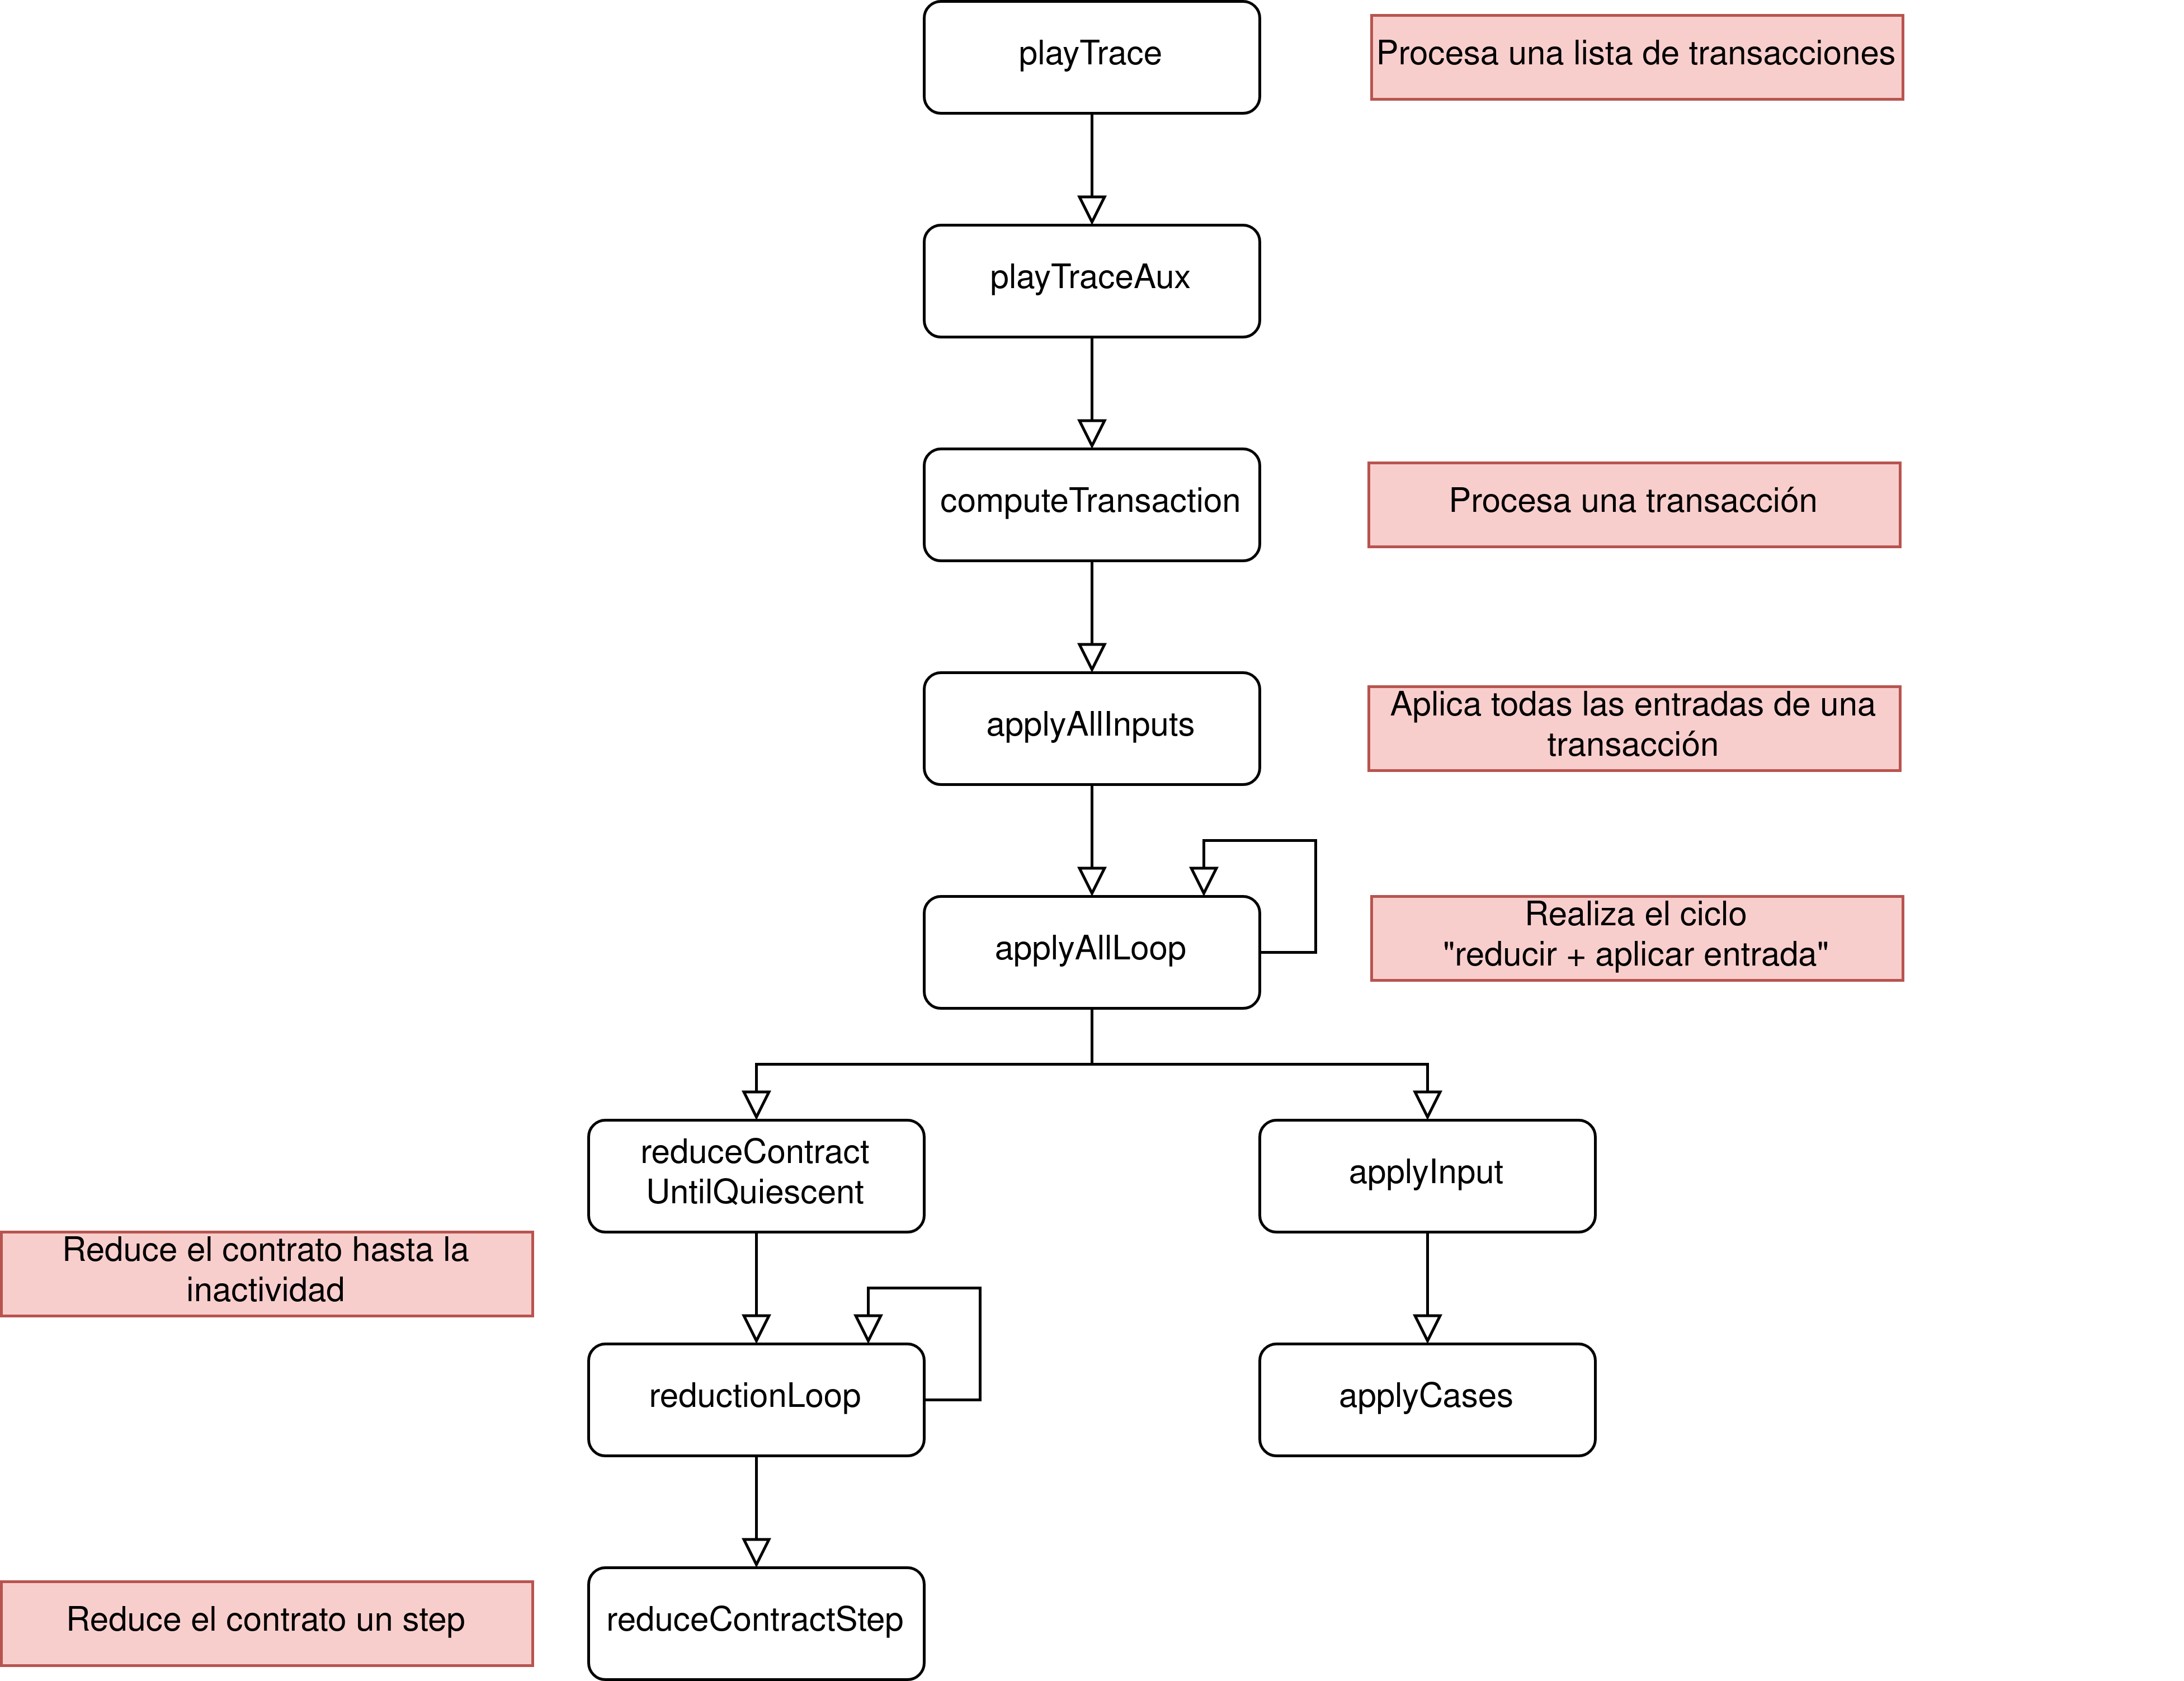 playTrace
Procesa una lista de transacciones
playTraceAux
computeTransaction
Procesa una transacción
applyAllInputs
Aplica todas las entradas de una
transacción
applyAllLoop
Realiza el ciclo
"reducir + aplicar entrada"
reduceContract
UntilQuiescent
applyInput
Reduce el contrato hasta la
inactividad
reductionLoop
applyCases
Reduce el contrato un step
reduceContractStep